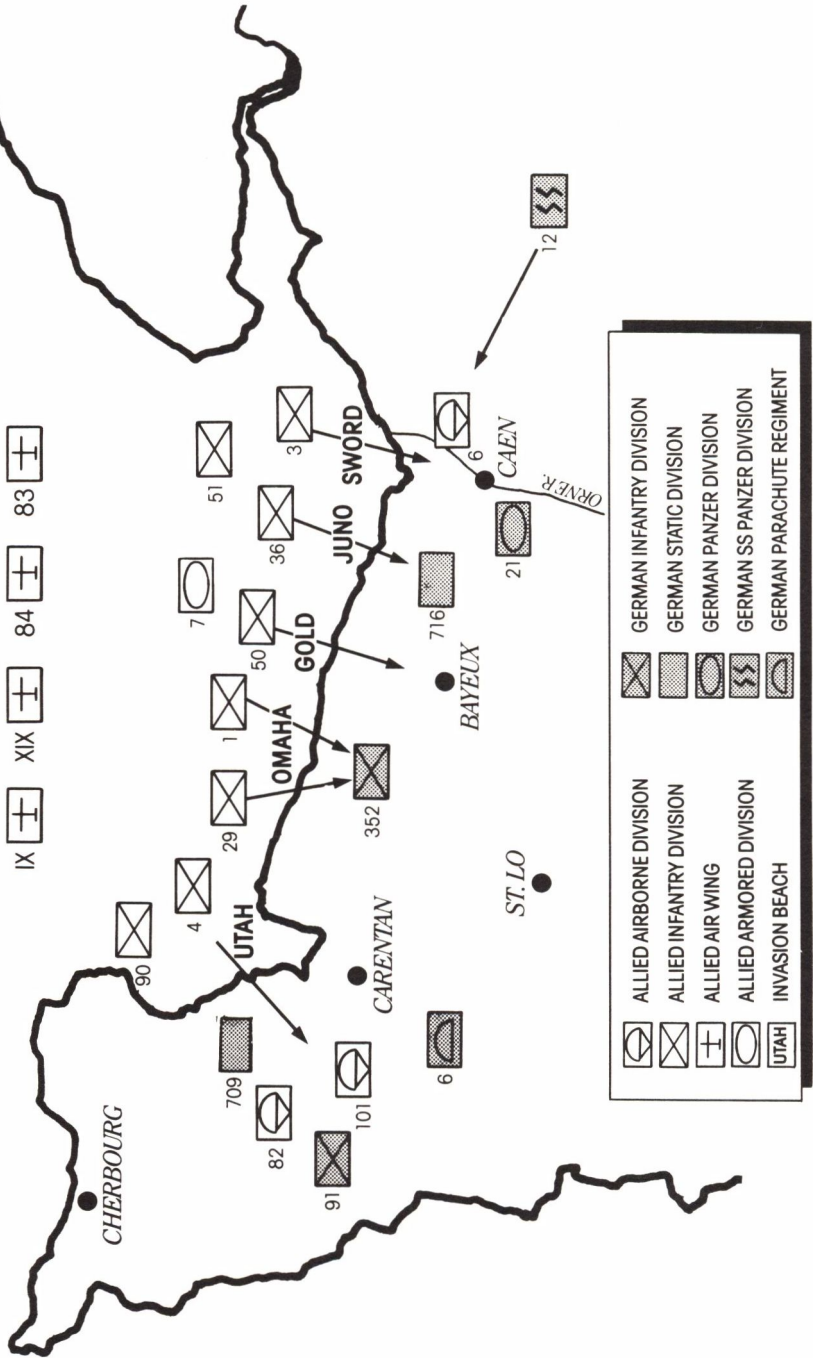 IX
XIX
84
83
CHERBOURG
90
4
29
1
50
7
36
51
3
UTAH
OMAHA
GOLD
JUNO
SWORD
709
82
101
91
6
CARENTAN
352
ST. LO
BAYEUX
716
21
6
CAEN
ORNE R.
12
ALLIED AIRBORNE DIVISION
ALLIED INFANTRY DIVISION
ALLIED AIR WING
ALLIED ARMORED DIVISION
UTAH INVASION BEACH
GERMAN INFANTRY DIVISION
GERMAN STATIC DIVISION
GERMAN PANZER DIVISION
GERMAN SS PANZER DIVISION
GERMAN PARACHUTE REGIMENT